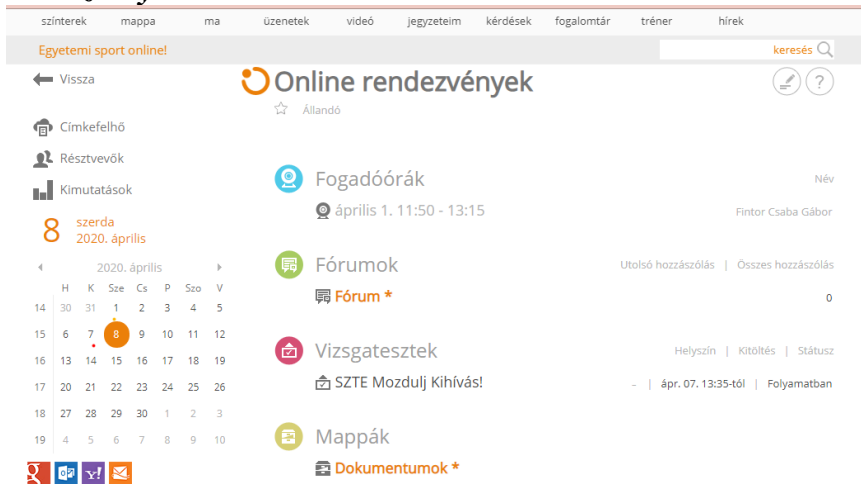 színterek mappa ma üzenetek videó jegyzeteim kérdések fogalomtár tréner hírek
Egyetemi sport online! keresés
Vissza
Online rendezvények
Állandó
Címkefelhő
Résztvevők
Kimutatások
8 szerda
2020. április
2020. április
H K Sze Cs P Szo V
14 30 31 1 2 3 4 5
15 6 7 8 9 10 11 12
16 13 14 15 16 17 18 19
17 20 21 22 23 24 25 26
18 27 28 29 30 1 2 3
19 4 5 6 7 8 9 10
Fogadóórák Név
április 1. 11:50 - 13:15 Fintor Csaba Gábor
Fórumok Utolsó hozzászólás | Összes hozzászólás
Fórum * 0
Vizsgatesztek Helyszín | Kitöltés | Státusz
SZTE Mozdulj Kihívás! – | ápr. 07. 13:35-tól | Folyamatban
Mappák
Dokumentumok *